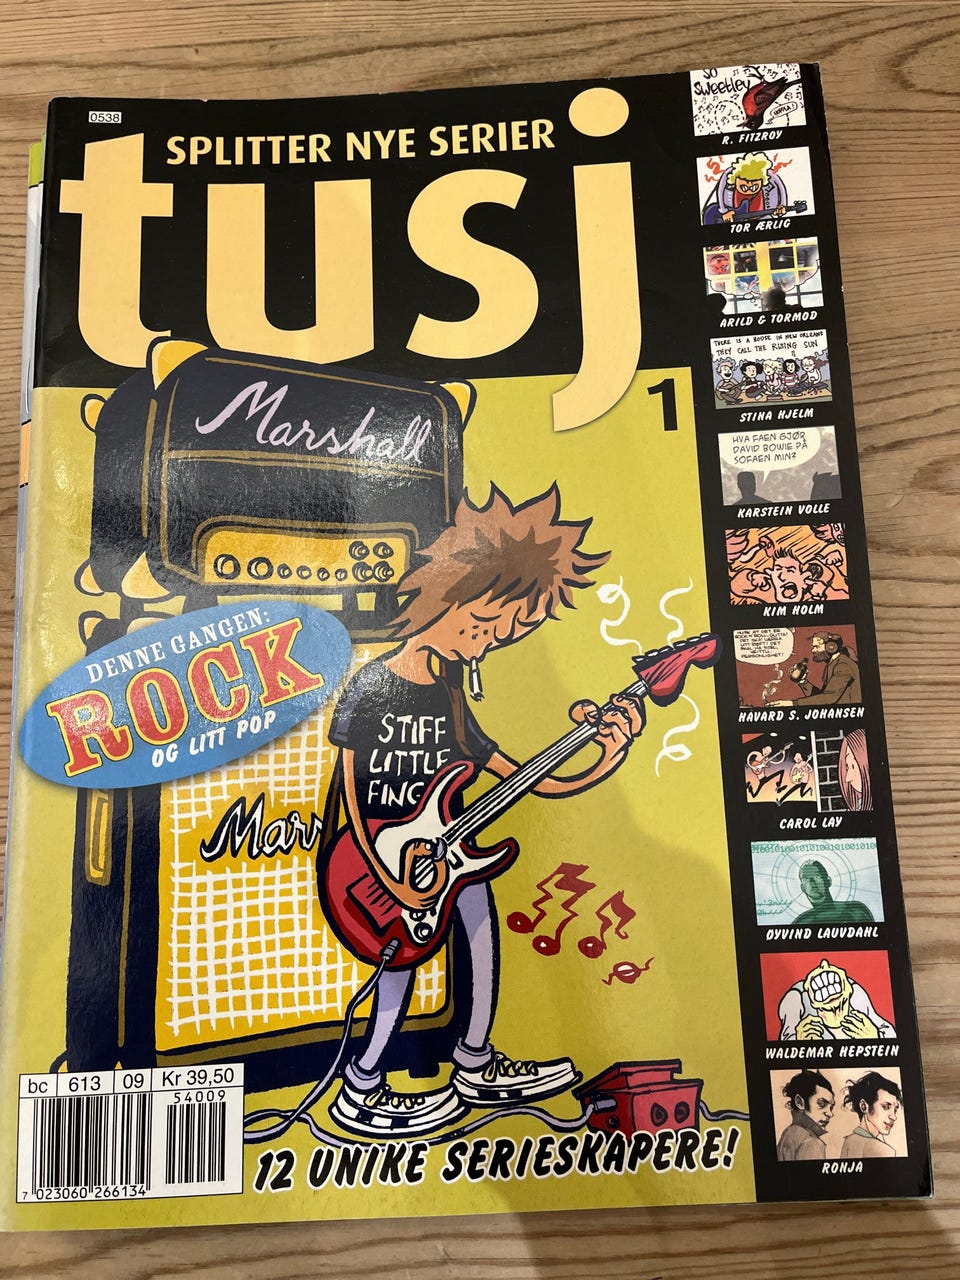 0538
SPLITTER NYE SERIER
tusj
1
Marshall
DENNE GANGEN:
ROCK
OG LITT POP
STIFF
LITTLE
FING
Mar
SWEETLEY
R. FITZROY
TOR ÆRLIG
ARILD & TORMOD
THERE IS A HOUSE IN NEW ORLEANS
THEY CALL THE RISING SUN
STINA HJELM
HVA FAEN GJØR
DAVID BOWIE PÅ
SOFAEN MIN?
KARSTEIN VOLLE
KIM HOLM
HÅVARD S. JOHANSEN
CAROL LAY
ØYVIND LAUVDAHL
WALDEMAR HEPSTEIN
RONJA
bc 613 09 Kr 39,50
54009
7 023060 266134
12 UNIKE SERIESKAPERE!